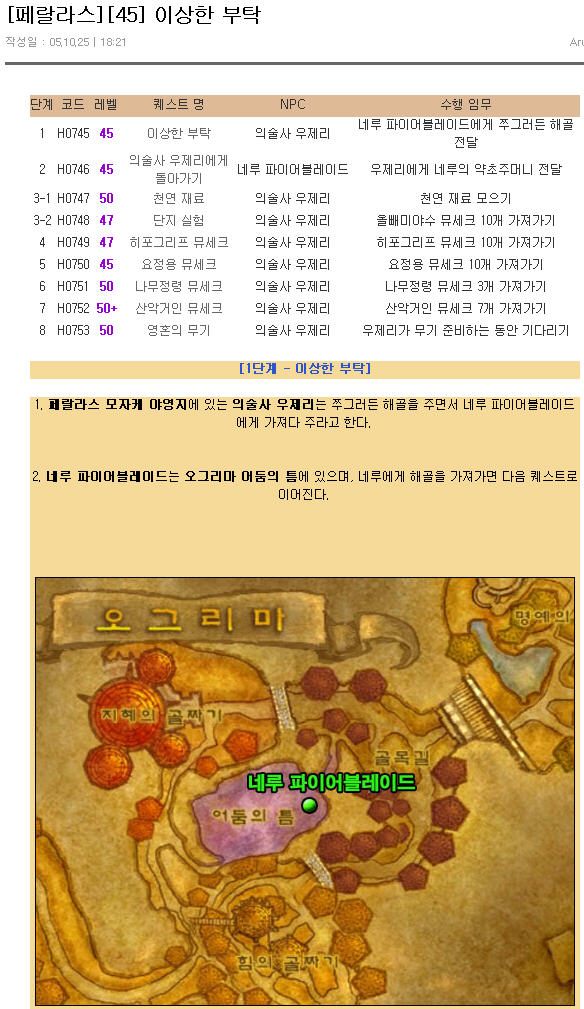 [페랄라스][45] 이상한 부탁
작성일 : 05,10,25 | 18:21
Aru
단계 코드 레벨 퀘스트 명 NPC 수행 임무
1 H0745 45 이상한 부탁 의술사 우제리 네루 파이어블레이드에게 쭈그러든 해골 전달
2 H0746 45 의술사 우제리에게 돌아가기 네루 파이어블레이드 우제리에게 네루의 약초주머니 전달
3-1 H0747 50 천연 재료 의술사 우제리 천연 재료 모으기
3-2 H0748 47 단지 실험 의술사 우제리 올빼미야수 뮤세크 10개 가져가기
4 H0749 47 히포그리프 뮤세크 의술사 우제리 히포그리프 뮤세크 10개 가져가기
5 H0750 45 요정용 뮤세크 의술사 우제리 요정용 뮤세크 10개 가져가기
6 H0751 50 나무정령 뮤세크 의술사 우제리 나무정령 뮤세크 3개 가져가기
7 H0752 50+ 산악거인 뮤세크 의술사 우제리 산악거인 뮤세크 7개 가져가기
8 H0753 50 영혼의 무기 의술사 우제리 우제리가 무기 준비하는 동안 기다리기
[1단계 - 이상한 부탁]
1. 페랄라스 모자케 야영지에 있는 의술사 우제리는 쭈그러든 해골을 주면서 네루 파이어블레이드
에게 가져다 주라고 한다.
2. 네루 파이어블레이드는 오그리마 어둠의 틈에 있으며, 네루에게 해골을 가져가면 다음 퀘스트로
이어진다.
오그리마
명예의
지혜의 골짜기
골목길
네루 파이어블레이드
어둠의 틈
힘의 골짜기